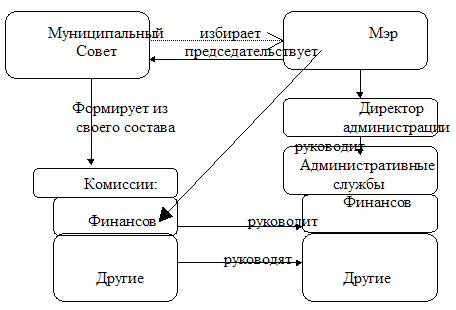 Муниципальный
Совет
избирает
председательствует
Мэр
Формирует из
своего состава
Директор
администрации
руководит
Комиссии:
Административные
службы
Финансов
руководит
Финансов
Другие
руководят
Другие